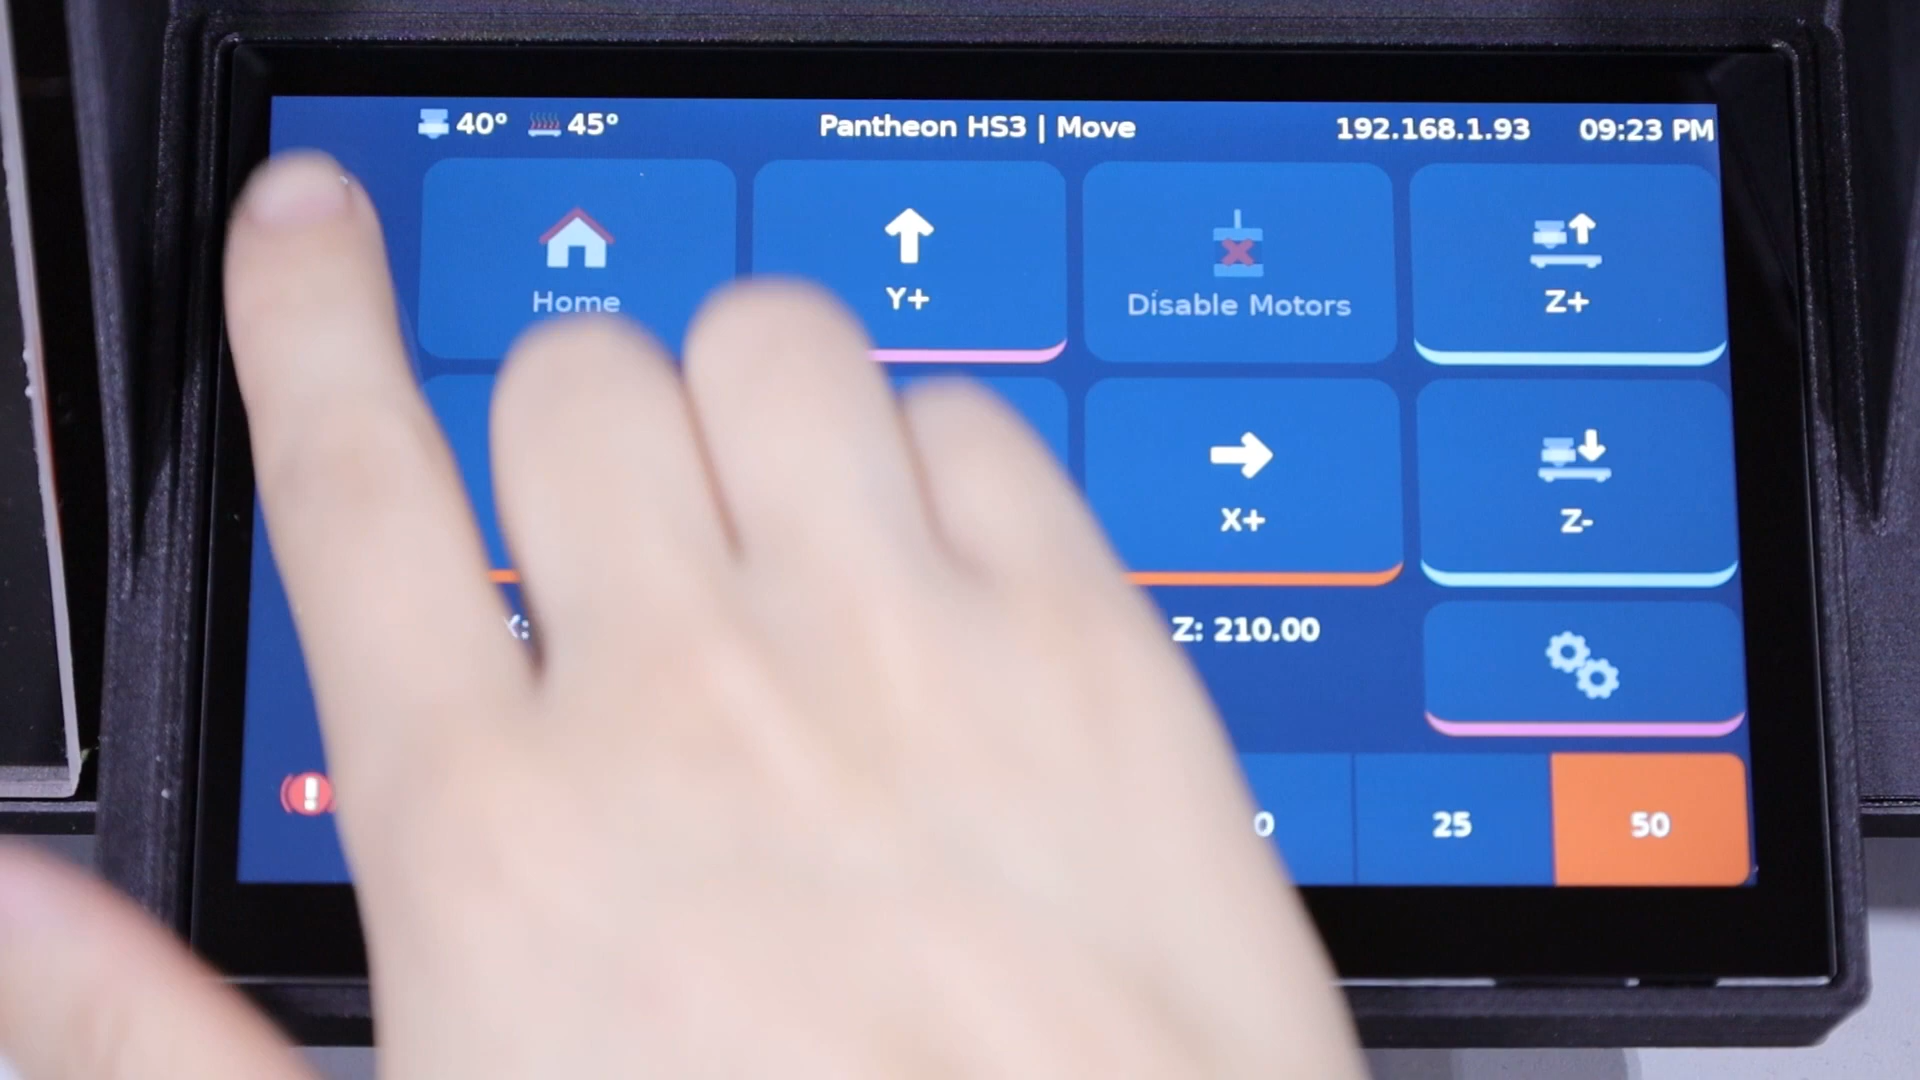 40° 45° Pantheon HS3 | Move 192.168.1.93 09:23 PM
Home Y+ Disable Motors Z+
X+ Z-
X: Z: 210.00
25 50